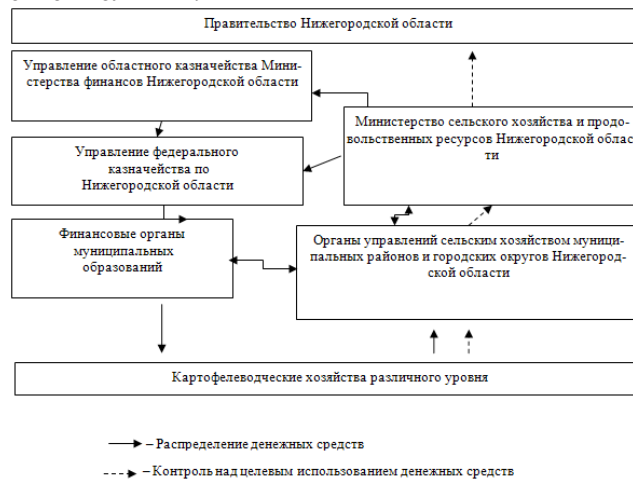 Правительство Нижегородской области
Управление областного казначейства Мини-
стерства финансов Нижегородской области
Министерство сельского хозяйства и продо-
вольственных ресурсов Нижегородской облас-
ти
Управление федерального
казначейства по
Нижегородской области
Финансовые органы
муниципальных
образований
Органы управлений сельским хозяйством муници-
пальных районов и городских округов Нижегород-
ской области
Картофелеводческие хозяйства различного уровня
– Распределение денежных средств
– Контроль над целевым использованием денежных средств